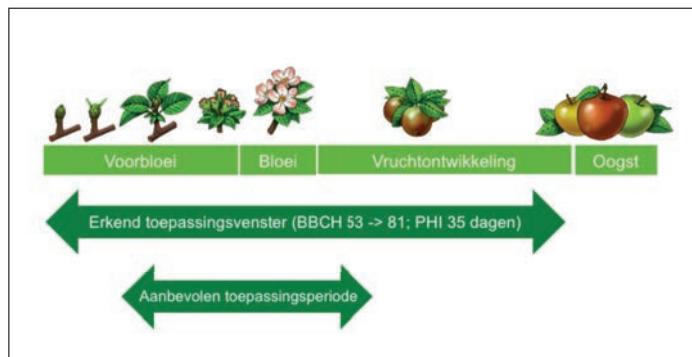 Voorbloei Bloei Vruchtontwikkeling Oogst
Erkend toepassingsvenster (BBCH 53 -> 81; PHI 35 dagen)
Aanbevolen toepassingsperiode